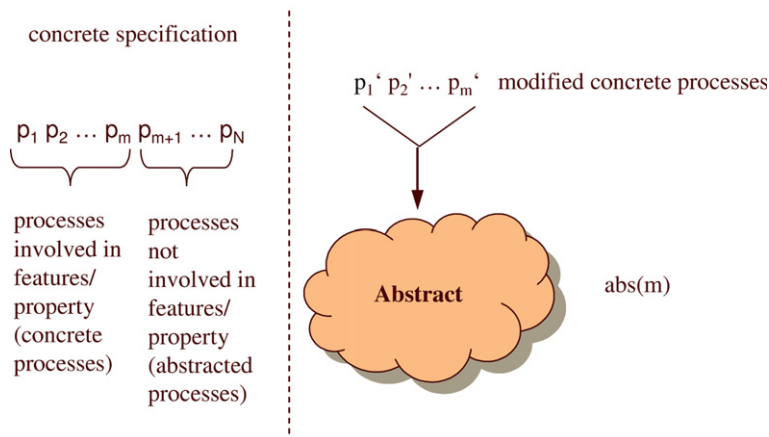 concrete specification
p₁ p₂ ... pₘ pₘ₊₁ ... p_N
processes
involved in
features/
property
(concrete
processes)
processes
not
involved in
features/
property
(abstracted
processes)
p₁‘ p₂' ... pₘ‘ modified concrete processes
Abstract
abs(m)